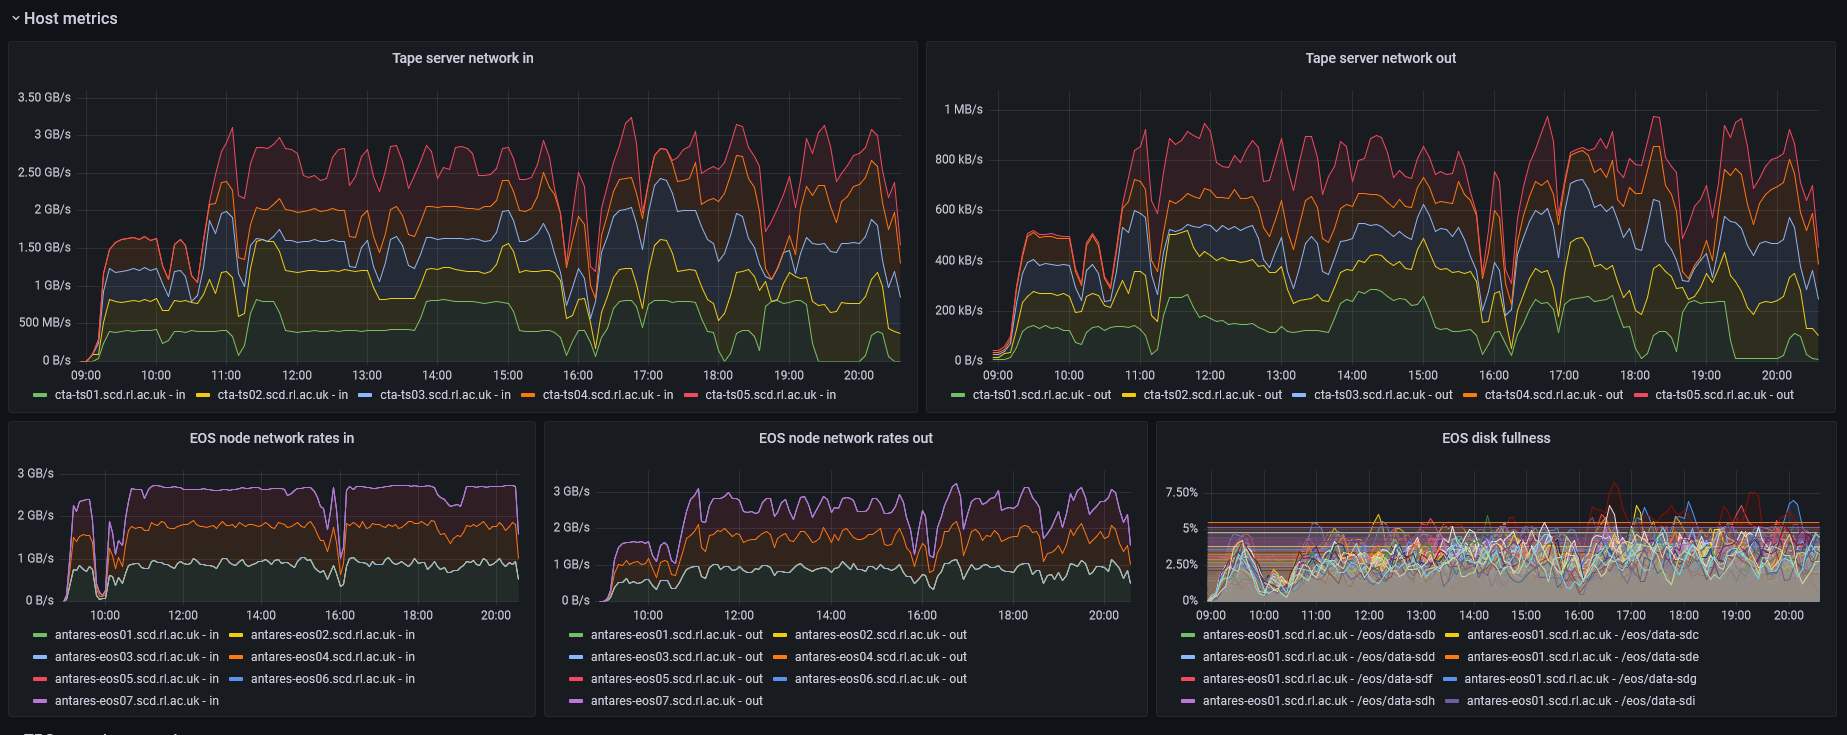 Host metrics
Tape server network in
3.50 GB/s
3 GB/s
2.50 GB/s
2 GB/s
1.50 GB/s
1 GB/s
500 MB/s
0 B/s
09:00 10:00 11:00 12:00 13:00 14:00 15:00 16:00 17:00 18:00 19:00 20:00
cta-ts01.scd.rl.ac.uk - in cta-ts02.scd.rl.ac.uk - in cta-ts03.scd.rl.ac.uk - in cta-ts04.scd.rl.ac.uk - in cta-ts05.scd.rl.ac.uk - in
Tape server network out
1 MB/s
800 kB/s
600 kB/s
400 kB/s
200 kB/s
0 B/s
09:00 10:00 11:00 12:00 13:00 14:00 15:00 16:00 17:00 18:00 19:00 20:00
cta-ts01.scd.rl.ac.uk - out cta-ts02.scd.rl.ac.uk - out cta-ts03.scd.rl.ac.uk - out cta-ts04.scd.rl.ac.uk - out cta-ts05.scd.rl.ac.uk - out
EOS node network rates in
3 GB/s
2 GB/s
1 GB/s
0 B/s
10:00 12:00 14:00 16:00 18:00 20:00
antares-eos01.scd.rl.ac.uk - in antares-eos02.scd.rl.ac.uk - in
antares-eos03.scd.rl.ac.uk - in antares-eos04.scd.rl.ac.uk - in
antares-eos05.scd.rl.ac.uk - in antares-eos06.scd.rl.ac.uk - in
antares-eos07.scd.rl.ac.uk - in
EOS node network rates out
3 GB/s
2 GB/s
1 GB/s
0 B/s
10:00 12:00 14:00 16:00 18:00 20:00
antares-eos01.scd.rl.ac.uk - out antares-eos02.scd.rl.ac.uk - out
antares-eos03.scd.rl.ac.uk - out antares-eos04.scd.rl.ac.uk - out
antares-eos05.scd.rl.ac.uk - out antares-eos06.scd.rl.ac.uk - out
antares-eos07.scd.rl.ac.uk - out
EOS disk fullness
7.50%
5%
2.50%
0%
09:00 10:00 11:00 12:00 13:00 14:00 15:00 16:00 17:00 18:00 19:00 20:00
antares-eos01.scd.rl.ac.uk - /eos/data-sdb antares-eos01.scd.rl.ac.uk - /eos/data-sdc
antares-eos01.scd.rl.ac.uk - /eos/data-sdd antares-eos01.scd.rl.ac.uk - /eos/data-sde
antares-eos01.scd.rl.ac.uk - /eos/data-sdf antares-eos01.scd.rl.ac.uk - /eos/data-sdg
antares-eos01.scd.rl.ac.uk - /eos/data-sdh antares-eos01.scd.rl.ac.uk - /eos/data-sdi